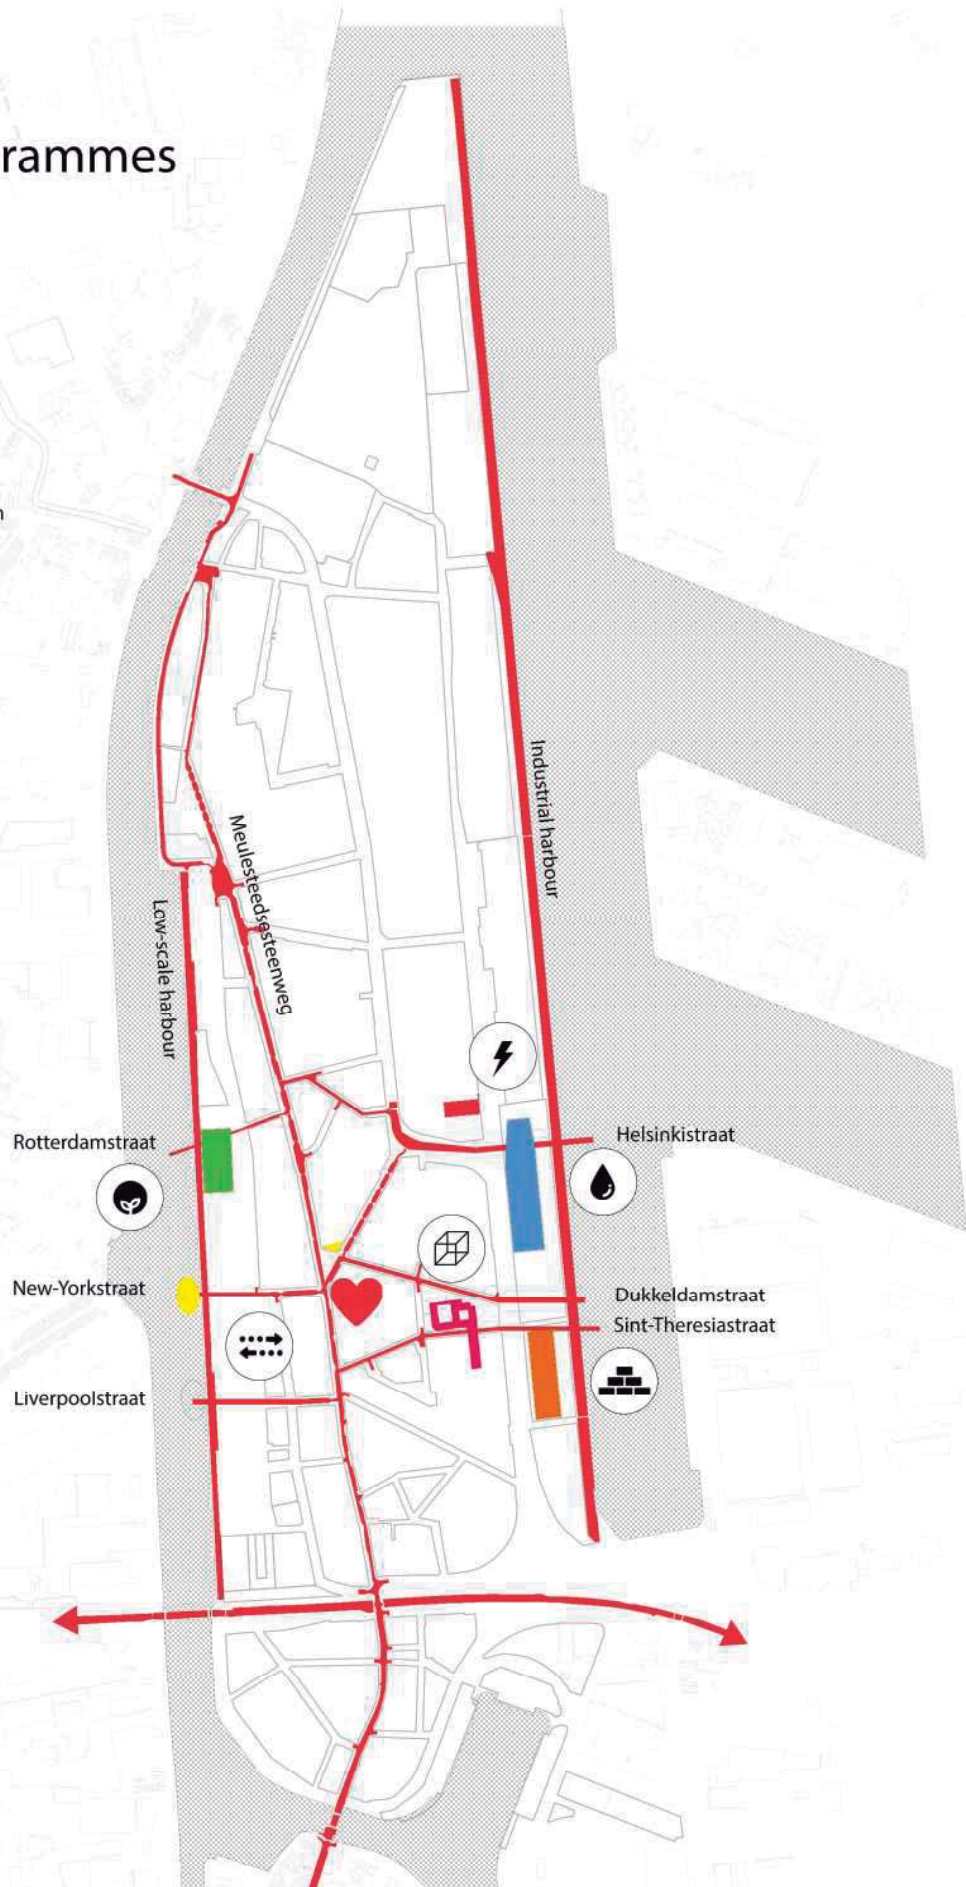 rammes
n
Industrial harbour
Meulesteedsesteenweg
Lcw-scale harbour
Rotterdamstraat
Helsinkistraat
New-Yorkstraat
Dukkeldamstraat
Sint-Theresiastraat
Liverpoolstraat